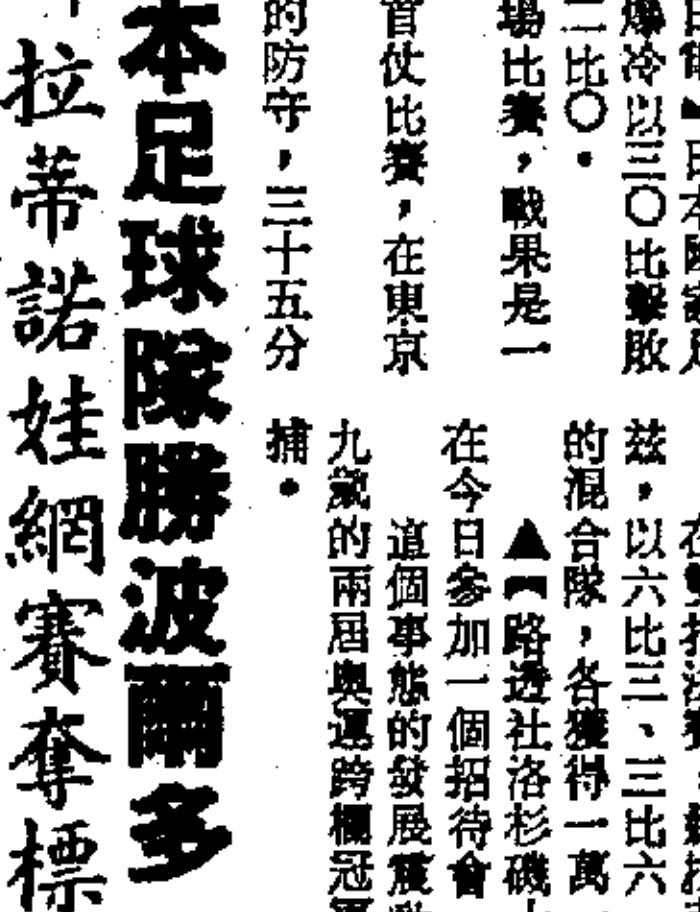 爆冷以三〇比擊敗
二比〇．
場比賽，戰果是一
首仗比賽，在東京
的防守，三十五分
茲，以六比三、三比六
的混合隊，各獲得一萬
▲【路透社洛杉磯
在今日參加一個招待會
這個事態的發展震
九歲的兩屆奧運跨欄冠
捕．
本足球隊勝波爾多
拉蒂諾娃網賽奪標